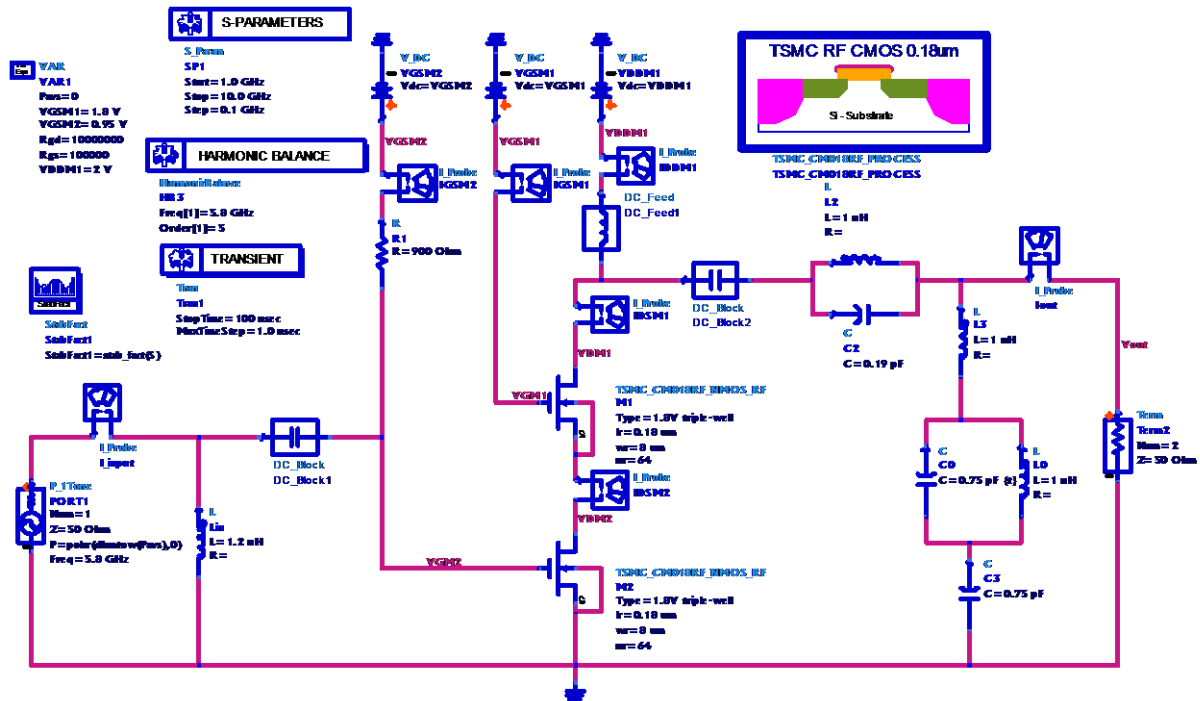 S-PARAMETERS
S_Param
SP1
Start=1.0 GHz
Stop=10.0 GHz
Step=0.1 GHz
VAR
VAR1
Pavs=0
VGSM1=1.8 V
VGSM2=0.95 V
Rgd=10000000
Rgs=100000
VDDM1=2 V
HARMONIC BALANCE
HarmonicBalance
HB3
Freq[1]=5.8 GHz
Order[1]=5
TRANSIENT
Tran
Tran1
StopTime=100 nsec
MaxTimeStep=1.0 nsec
StabFact
StabFact
StabFact1
StabFact1=stab_fact(S)
V_DC
VGSM2
Vdc=VGSM2
V_DC
VGSM1
Vdc=VGSM1
V_DC
VDDM1
Vdc=VDDM1
VGSM2
VGSM1
VDDM1
I_Probe
IGSM2
I_Probe
IGSM1
I_Probe
IDDM1
DC_Feed
DC_Feed1
R
R1
R=900 Ohm
TSMC RF CMOS 0.18um
Si - Substrate
TSMC_CM018RF_PROCESS
TSMC_CM018RF_PROCESS
L
L2
L=1 nH
R=
DC_Block
DC_Block2
C
C2
C=0.19 pF
I_Probe
Iout
L
L3
L=1 nH
R=
Vout
I_Probe
IDSM1
VDM1
VGM1
TSMC_CM018RF_NMOS_RF
M1
Type=1.8V triple-well
lr=0.18 um
wr=8 um
nr=64
I_Probe
IDSM2
VDM2
VGM2
TSMC_CM018RF_NMOS_RF
M2
Type=1.8V triple-well
lr=0.18 um
wr=8 um
nr=64
I_Probe
I_input
DC_Block
DC_Block1
P_1Tone
PORT1
Num=1
Z=50 Ohm
P=polar(dbmtow(Pavs),0)
Freq=5.8 GHz
L
Lin
L=1.2 nH
R=
C
C0
C=0.75 pF {t}
L
L0
L=1 nH
R=
C
C3
C=0.75 pF
Term
Term2
Num=2
Z=50 Ohm